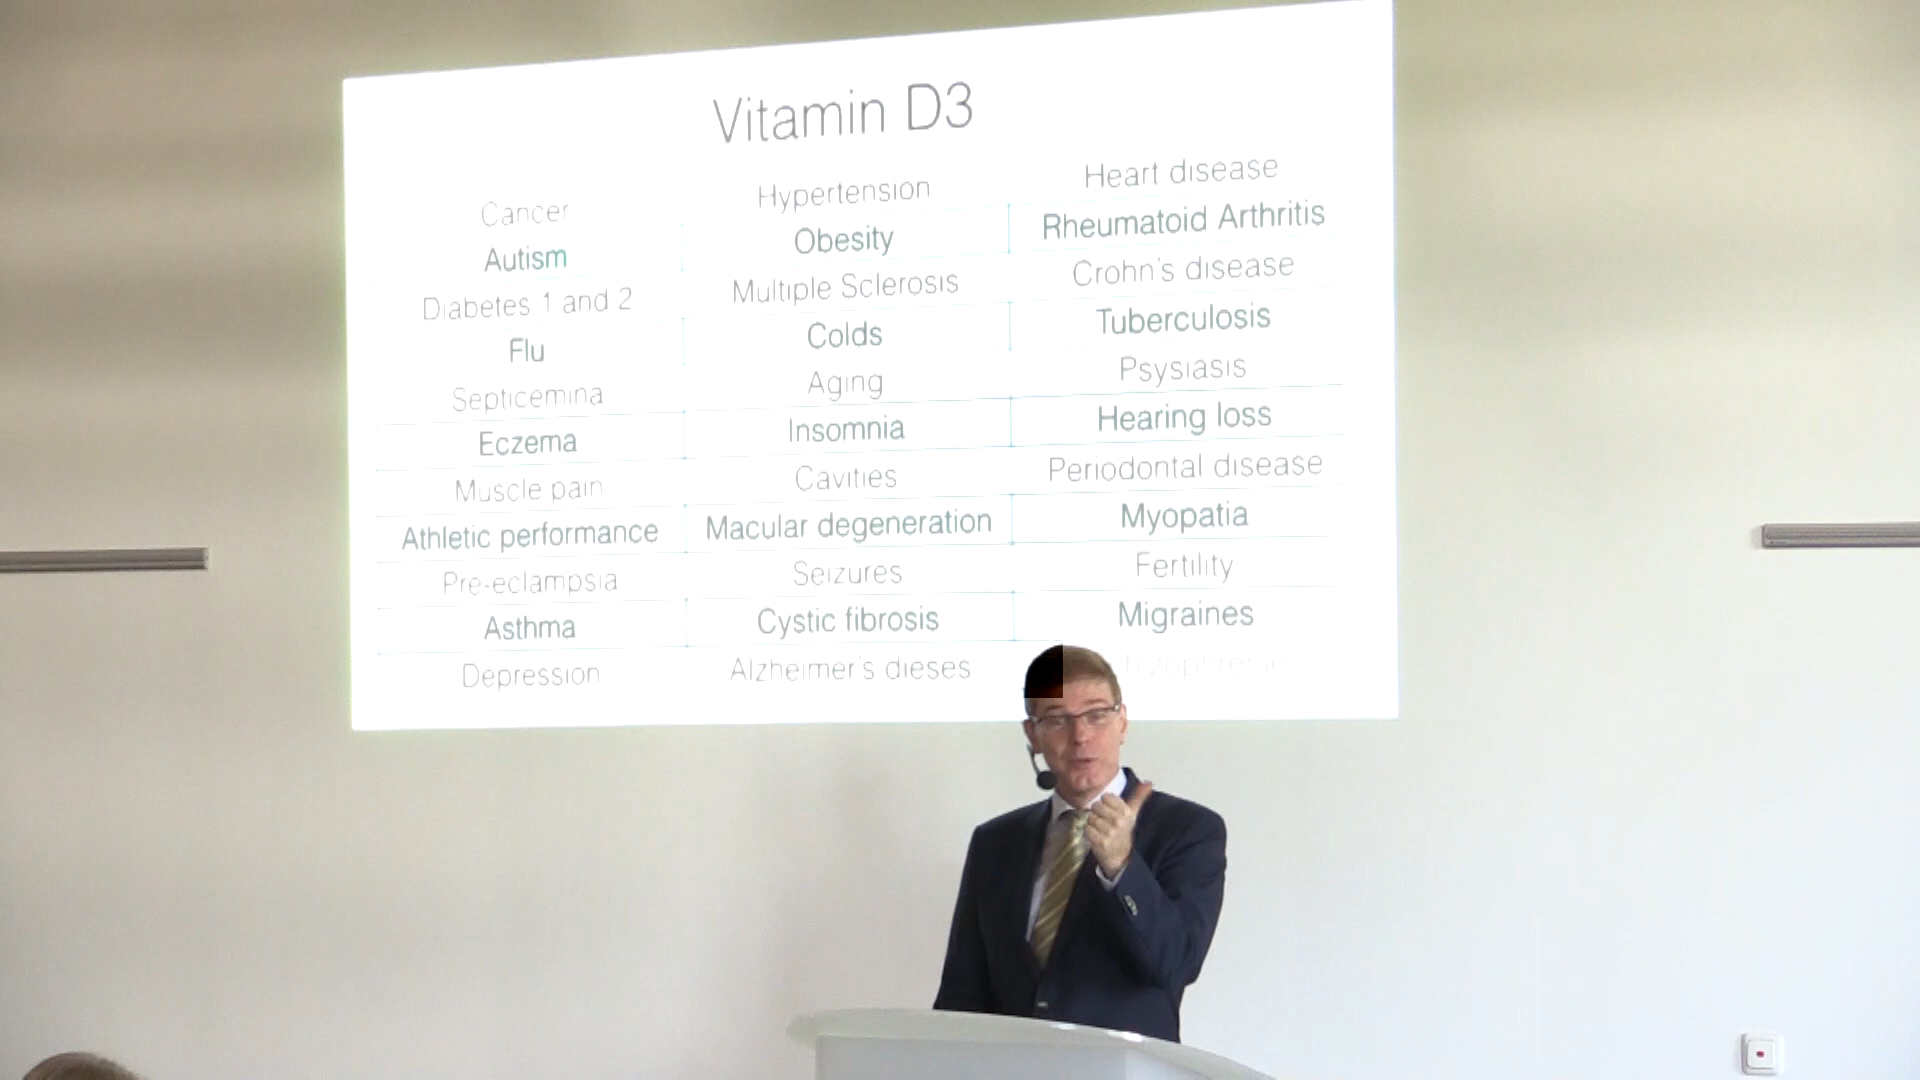 Vitamin D3
Cancer Hypertension Heart disease
Autism Obesity Rheumatoid Arthritis
Diabetes 1 and 2 Multiple Sclerosis Crohn's disease
Flu Colds Tuberculosis
Septicemina Aging Psysiasis
Eczema Insomnia Hearing loss
Muscle pain Cavities Periodontal disease
Athletic performance Macular degeneration Myopatia
Pre-eclampsia Seizures Fertility
Asthma Cystic fibrosis Migraines
Depression Alzheimer's dieses